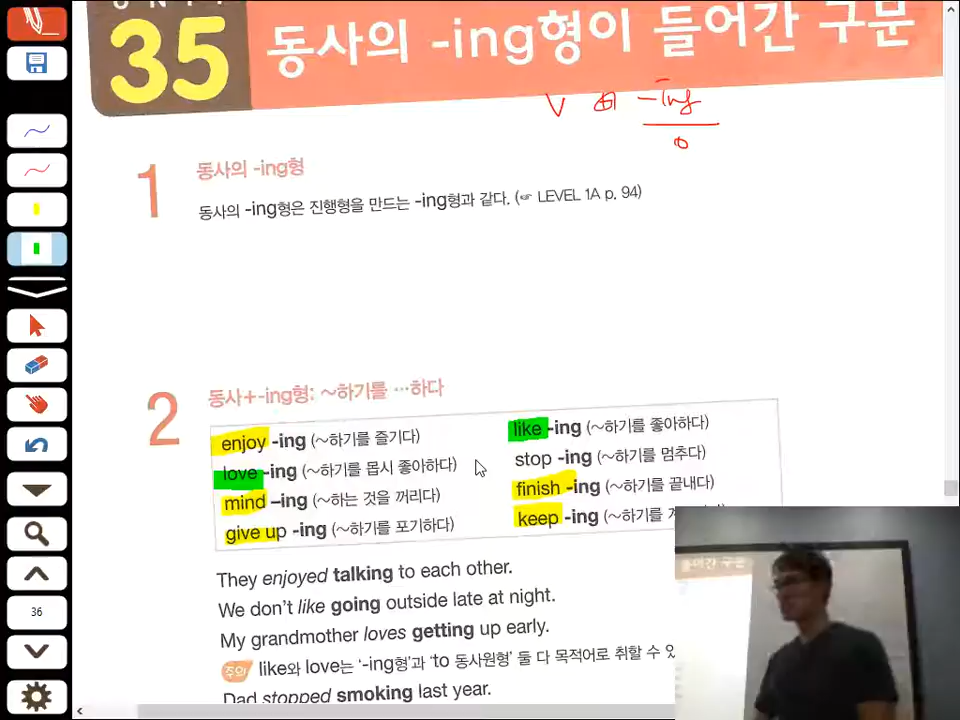 35
동사의 -ing형이 들어간 구문
V -ing
1 동사의 -ing형
동사의 -ing형은 진행형을 만드는 -ing형과 같다. (☞ LEVEL 1A p. 94)
2 동사+-ing형: ~하기를 …하다
enjoy -ing (~하기를 즐기다)
like -ing (~하기를 좋아하다)
love -ing (~하기를 몹시 좋아하다)
stop -ing (~하기를 멈추다)
mind –ing (~하는 것을 꺼리다)
finish -ing (~하기를 끝내다)
give up -ing (~하기를 포기하다)
keep -ing (~하기를
They enjoyed talking to each other.
We don't like going outside late at night.
My grandmother loves getting up early.
주의 like와 love는 '-ing형'과 'to 동사원형' 둘 다 목적어로 취할 수
Dad stopped smoking last year.
36